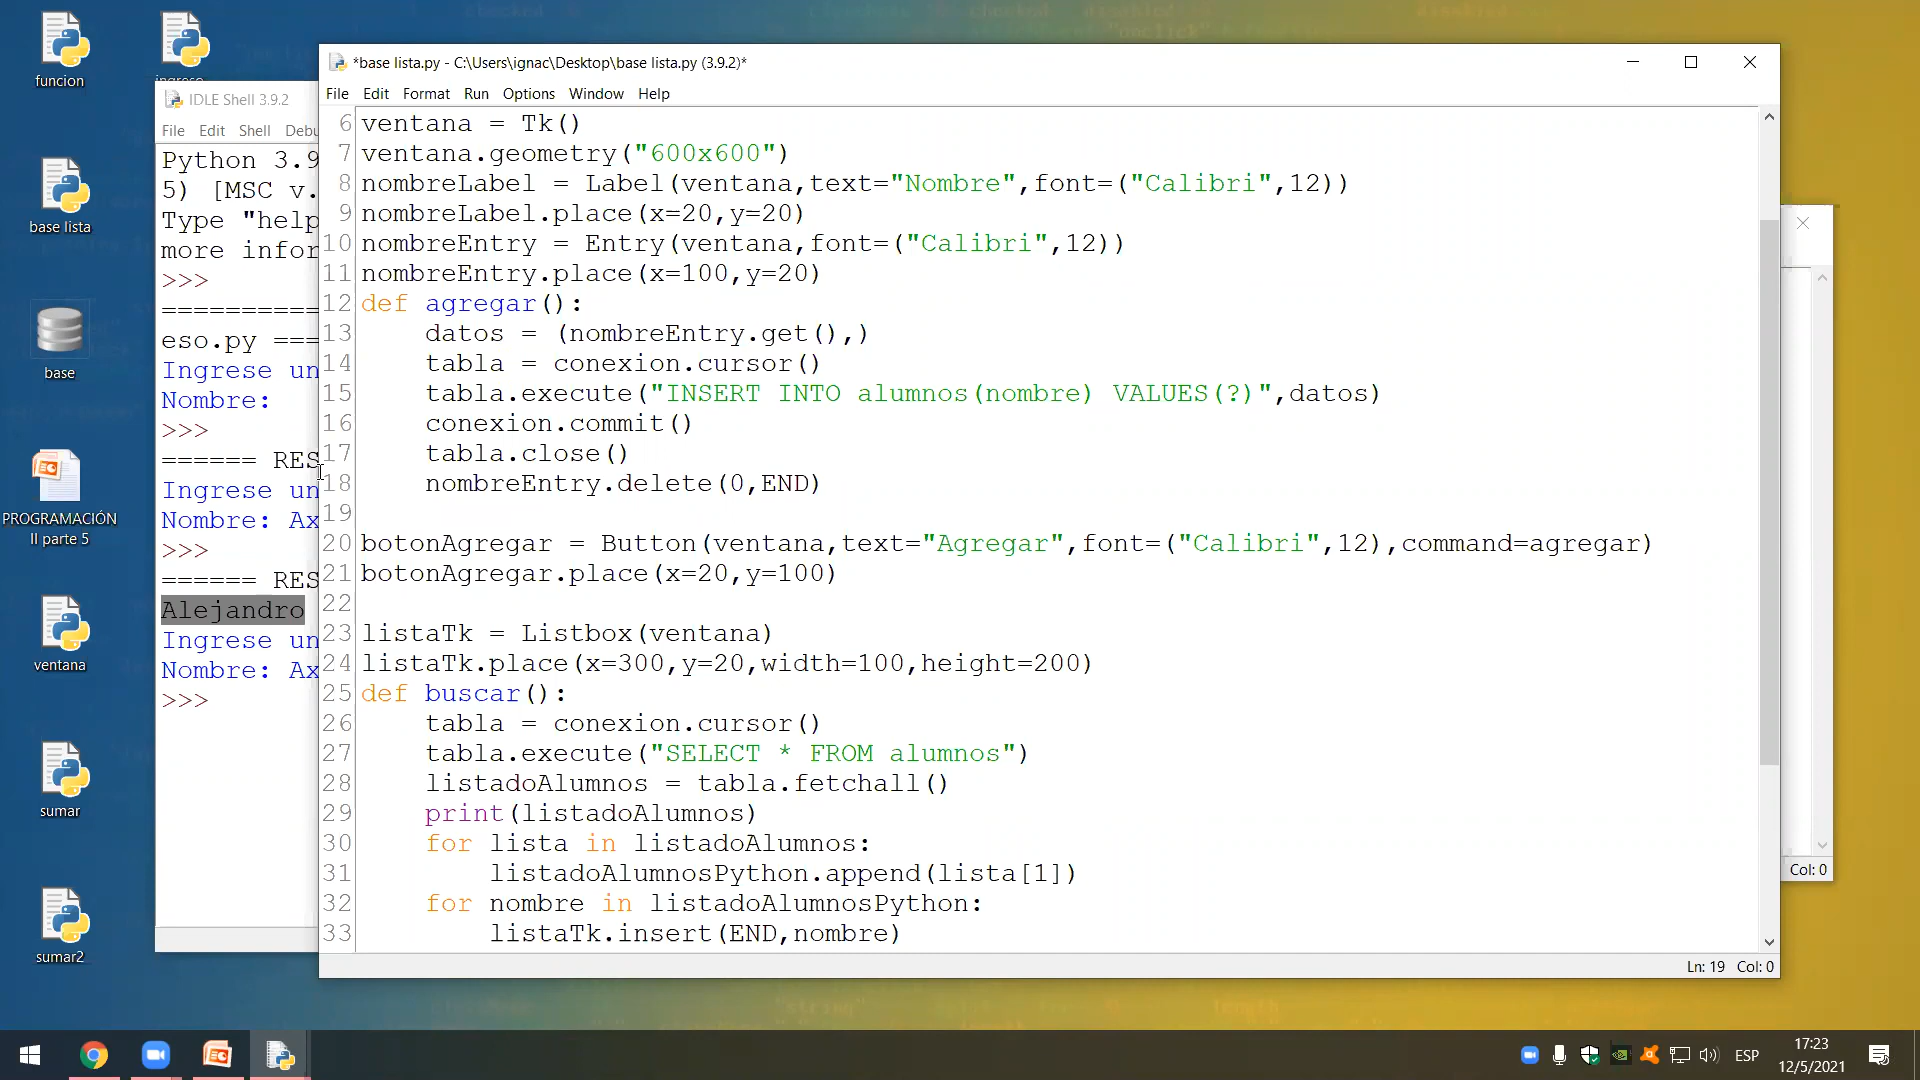 funcion
ingreso
base lista
base
PROGRAMACIÓN
II parte 5
ventana
sumar
sumar2
IDLE Shell 3.9.2
File Edit Shell Debu
Python 3.9
5) [MSC v.
Type "help
more infor
>>>
==========
eso.py ===
Ingrese un
Nombre:
>>>
====== RES
Ingrese un
Nombre: Ax
>>>
====== RES
Alejandro
Ingrese un
Nombre: Ax
>>>
*base lista.py - C:\Users\ignac\Desktop\base lista.py (3.9.2)*
File Edit Format Run Options Window Help
6 ventana = Tk()
7 ventana.geometry("600x600")
8 nombreLabel = Label(ventana,text="Nombre",font=("Calibri",12))
9 nombreLabel.place(x=20,y=20)
10 nombreEntry = Entry(ventana,font=("Calibri",12))
11 nombreEntry.place(x=100,y=20)
12 def agregar():
13     datos = (nombreEntry.get(),)
14     tabla = conexion.cursor()
15     tabla.execute("INSERT INTO alumnos(nombre) VALUES(?)",datos)
16     conexion.commit()
17     tabla.close()
18     nombreEntry.delete(0,END)
19
20 botonAgregar = Button(ventana,text="Agregar",font=("Calibri",12),command=agregar)
21 botonAgregar.place(x=20,y=100)
22
23 listaTk = Listbox(ventana)
24 listaTk.place(x=300,y=20,width=100,height=200)
25 def buscar():
26     tabla = conexion.cursor()
27     tabla.execute("SELECT * FROM alumnos")
28     listadoAlumnos = tabla.fetchall()
29     print(listadoAlumnos)
30     for lista in listadoAlumnos:
31         listadoAlumnosPython.append(lista[1])
32     for nombre in listadoAlumnosPython:
33         listaTk.insert(END,nombre)
Ln: 19 Col: 0
Col: 0
ESP
17:23
12/5/2021